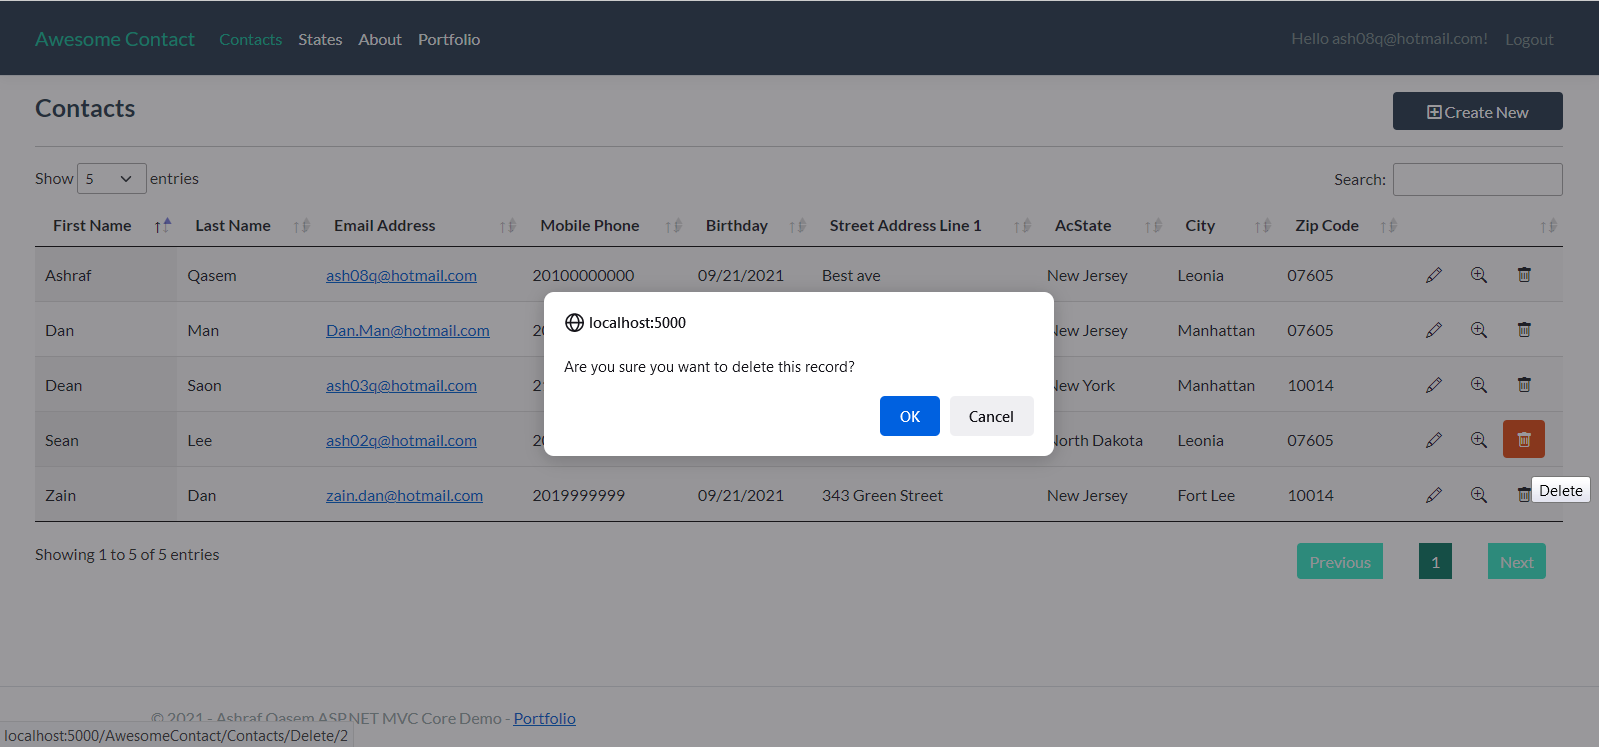 Awesome Contact Contacts States About Portfolio Hello ash08q@hotmail.com! Logout
Contacts Create New
Show 5 entries Search:
First Name Last Name Email Address Mobile Phone Birthday Street Address Line 1 AcState City Zip Code
Ashraf Qasem ash08q@hotmail.com 20100000000 09/21/2021 Best ave New Jersey Leonia 07605
localhost:5000
Are you sure you want to delete this record?
OK Cancel
Dan Man Dan.Man@hotmail.com New Jersey Manhattan 07605
Dean Saon ash03q@hotmail.com New York Manhattan 10014
Sean Lee ash02q@hotmail.com North Dakota Leonia 07605
Zain Dan zain.dan@hotmail.com 2019999999 09/21/2021 343 Green Street New Jersey Fort Lee 10014
Delete
Showing 1 to 5 of 5 entries Previous 1 Next
© 2021 - Ashraf Qasem ASP.NET MVC Core Demo - Portfolio
localhost:5000/AwesomeContact/Contacts/Delete/2